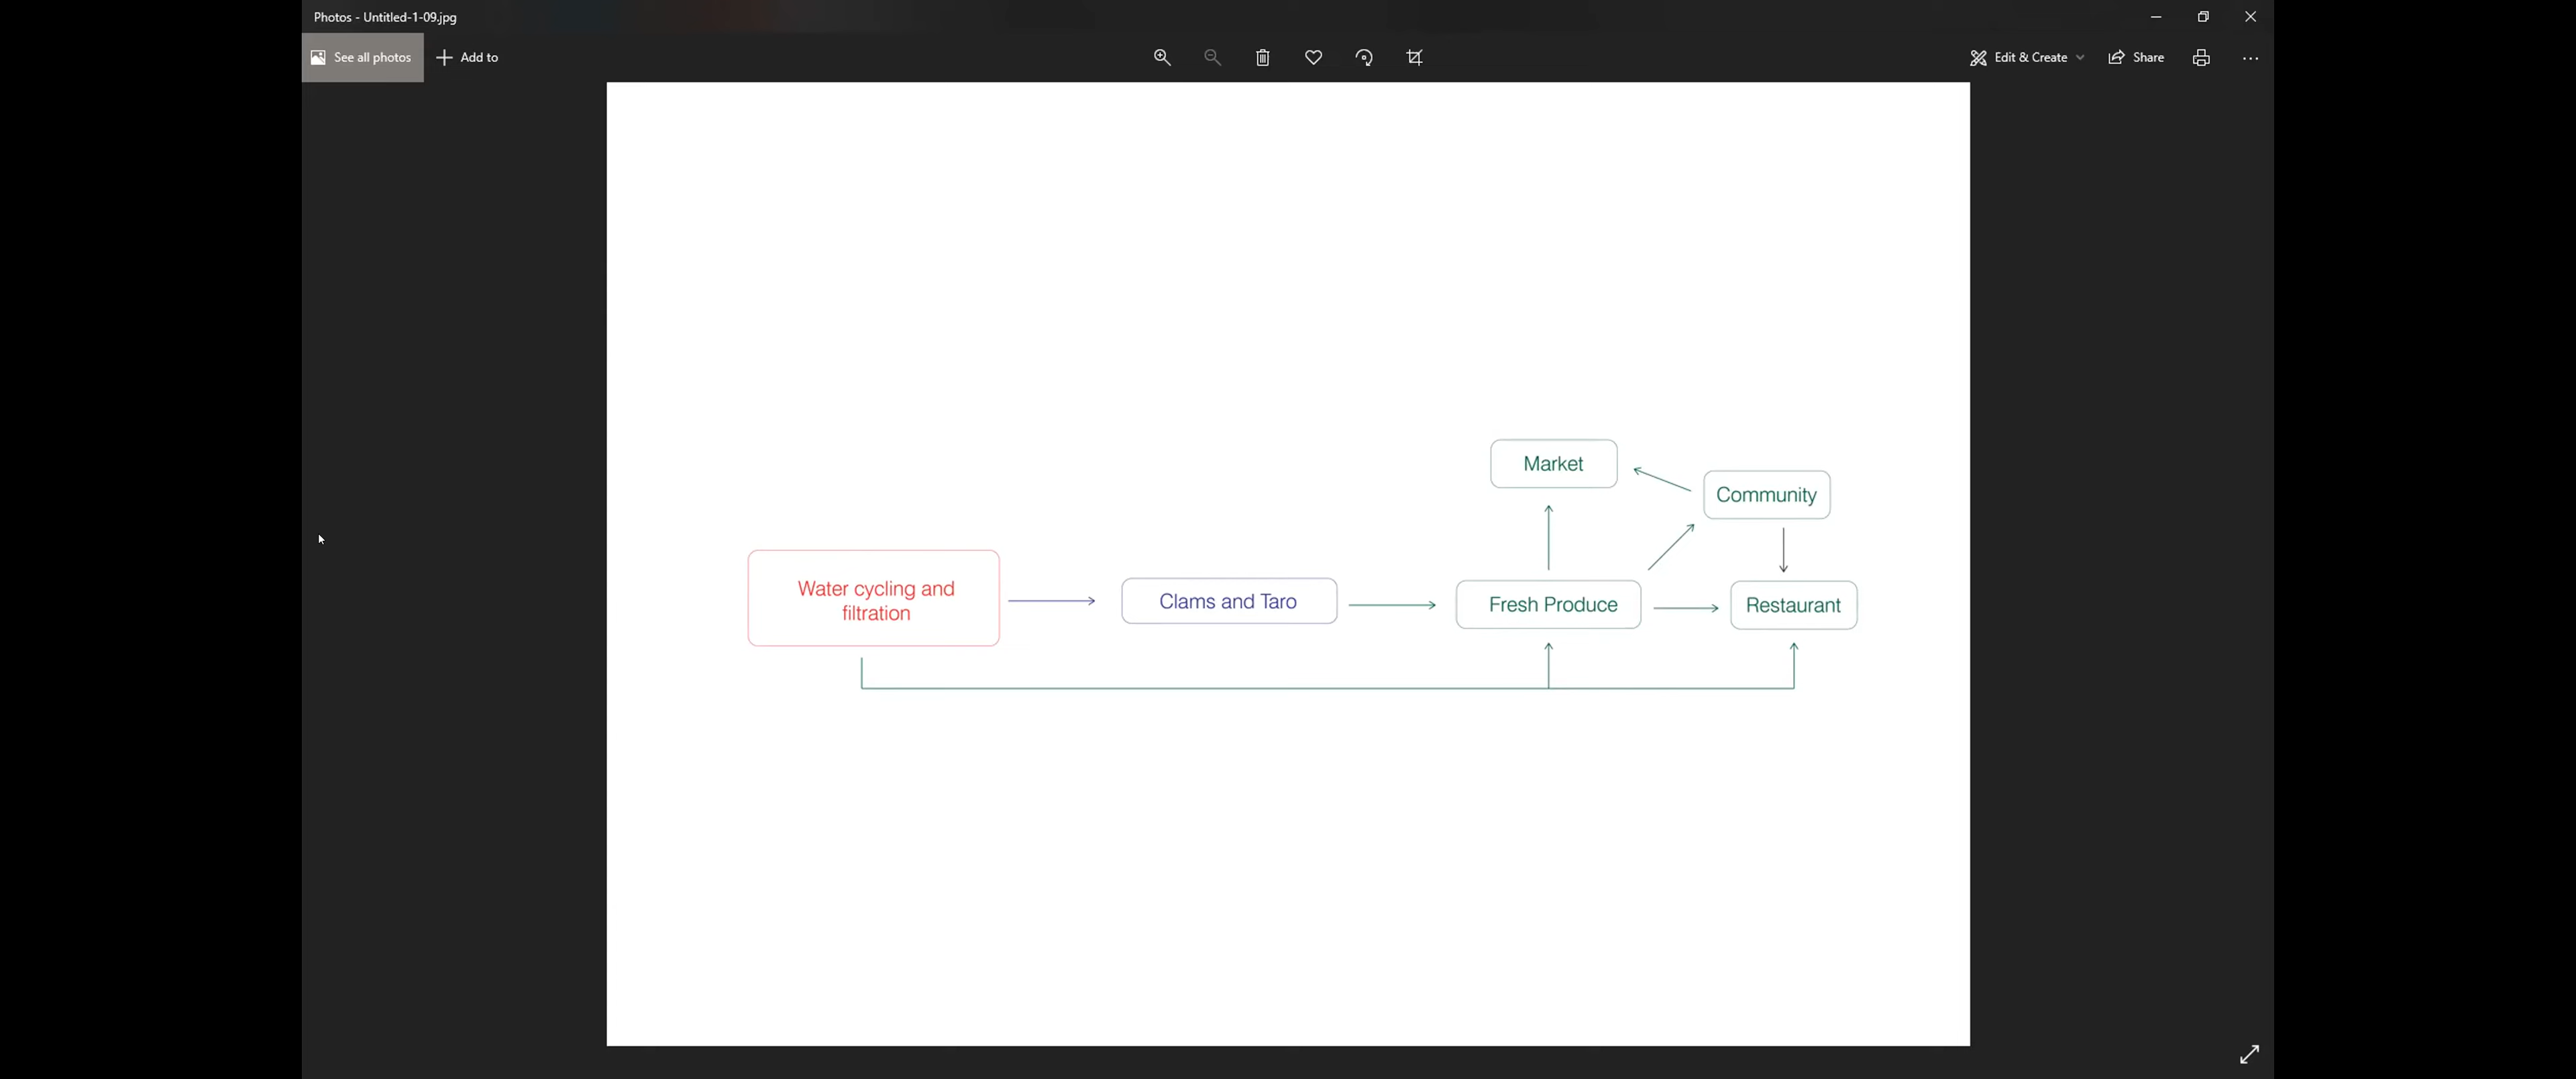 Photos - Untitled-1-09.jpg
See all photos
Add to
Edit & Create
Share
Market
Community
Water cycling and
filtration
Clams and Taro
Fresh Produce
Restaurant